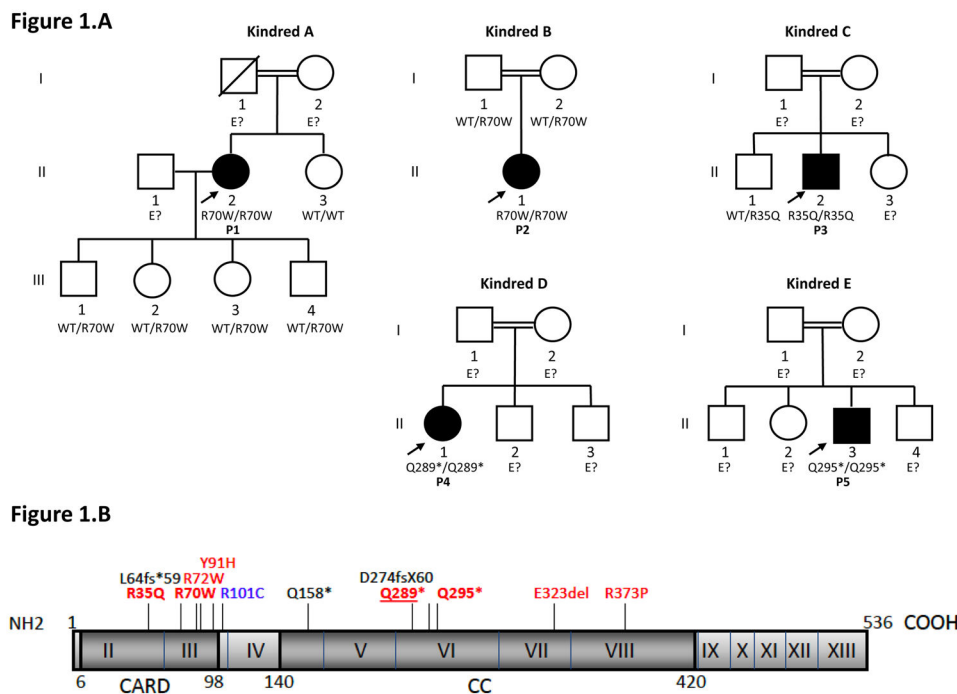 Figure 1.A
Kindred A
Kindred B
Kindred C
I
I
I
1
2
1
2
1
2
E?
E?
WT/R70W
WT/R70W
E?
E?
II
II
II
1
2
3
1
1
2
3
E?
R70W/R70W
WT/WT
R70W/R70W
WT/R35Q
R35Q/R35Q
E?
P1
P2
P3
III
1
2
3
4
WT/R70W
WT/R70W
WT/R70W
WT/R70W
Kindred D
Kindred E
I
I
1
2
1
2
E?
E?
E?
E?
II
II
1
2
3
1
2
3
4
Q289*/Q289*
E?
E?
E?
E?
Q295*/Q295*
E?
P4
P5
Figure 1.B
Y91H
L64fs*59 R72W
D274fsX60
R35Q R70W R101C Q158* Q289* Q295* E323del R373P
NH2 1 536 COOH
II III IV V VI VII VIII IX X XI XII XIII
6 CARD 98 140 CC 420